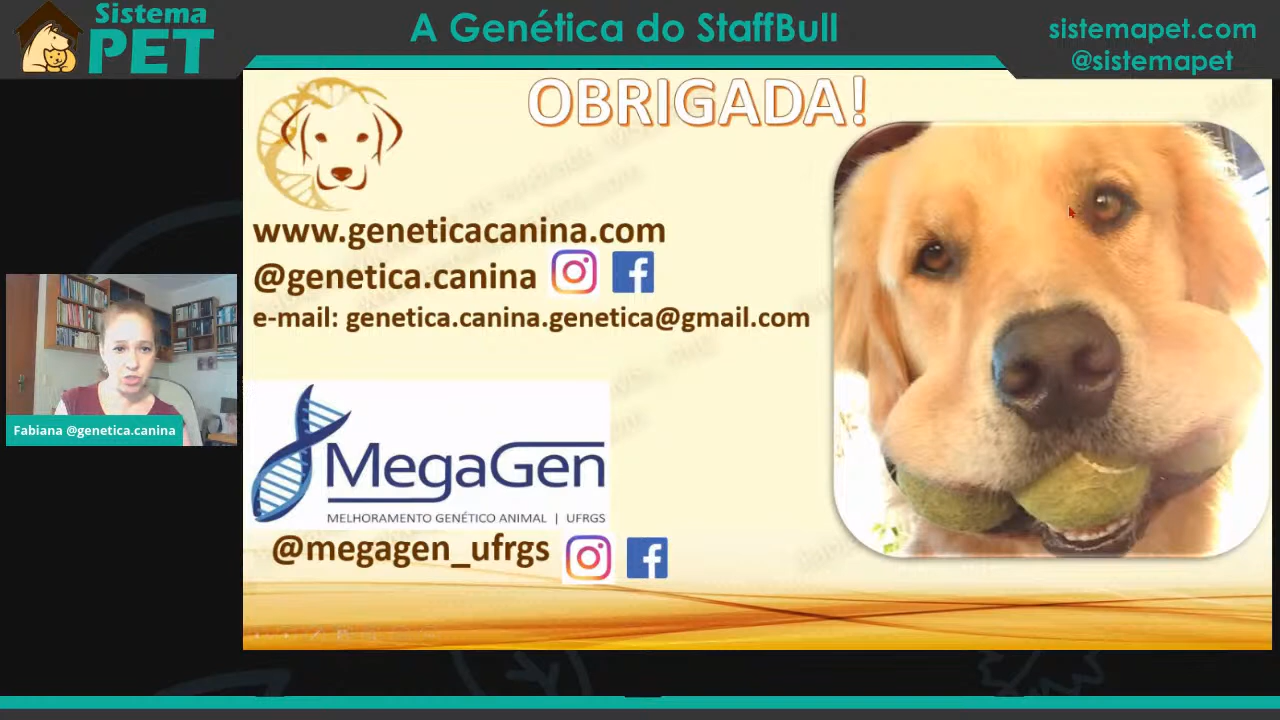 Sistema
PET
A Genética do StaffBull
sistemapet.com
@sistemapet
OBRIGADA!
www.geneticacanina.com
@genetica.canina
e-mail: genetica.canina.genetica@gmail.com
Fabiana @genetica.canina
MegaGen
MELHORAMENTO GENÉTICO ANIMAL | UFRGS
@megagen_ufrgs